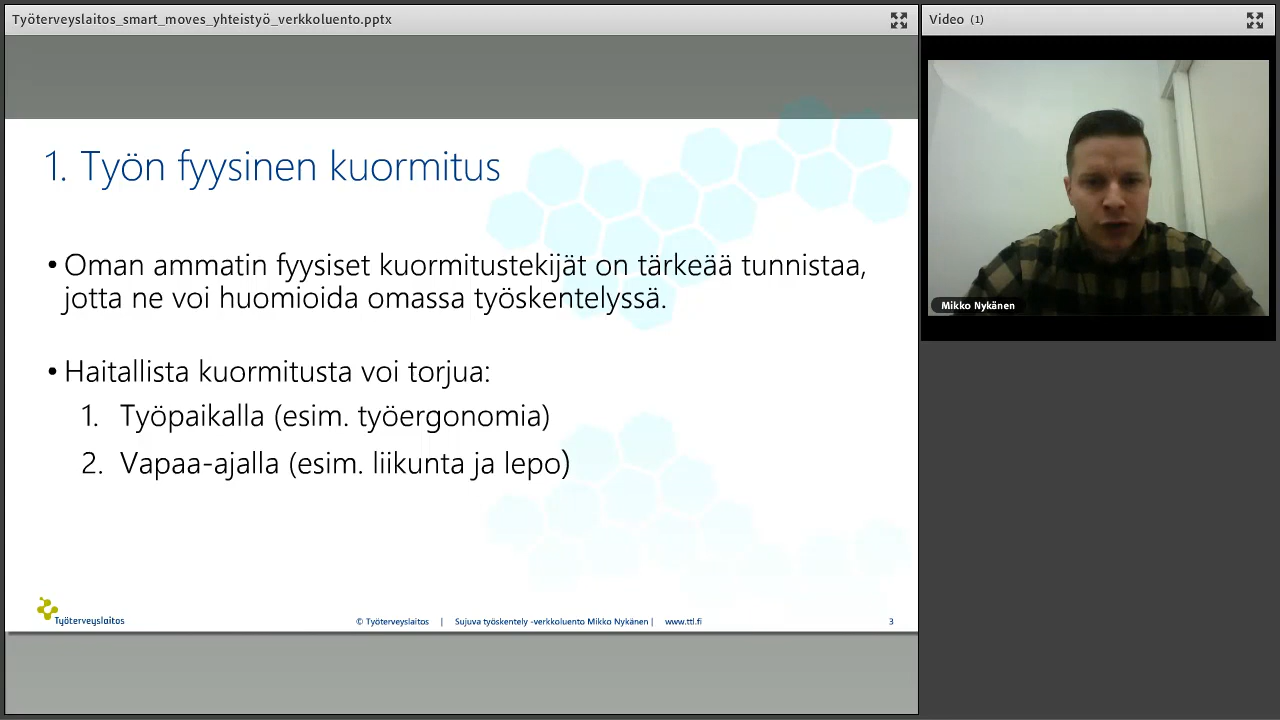 Työterveyslaitos_smart_moves_yhteistyö_verkkoluento.pptx
Video (1)
1. Työn fyysinen kuormitus
• Oman ammatin fyysiset kuormitustekijät on tärkeää tunnistaa,
jotta ne voi huomioida omassa työskentelyssä.
• Haitallista kuormitusta voi torjua:
1. Työpaikalla (esim. työergonomia)
2. Vapaa-ajalla (esim. liikunta ja lepo)
Mikko Nykänen
Työterveyslaitos
© Työterveyslaitos | Sujuva työskentely -verkkoluento Mikko Nykänen | www.ttl.fi
3